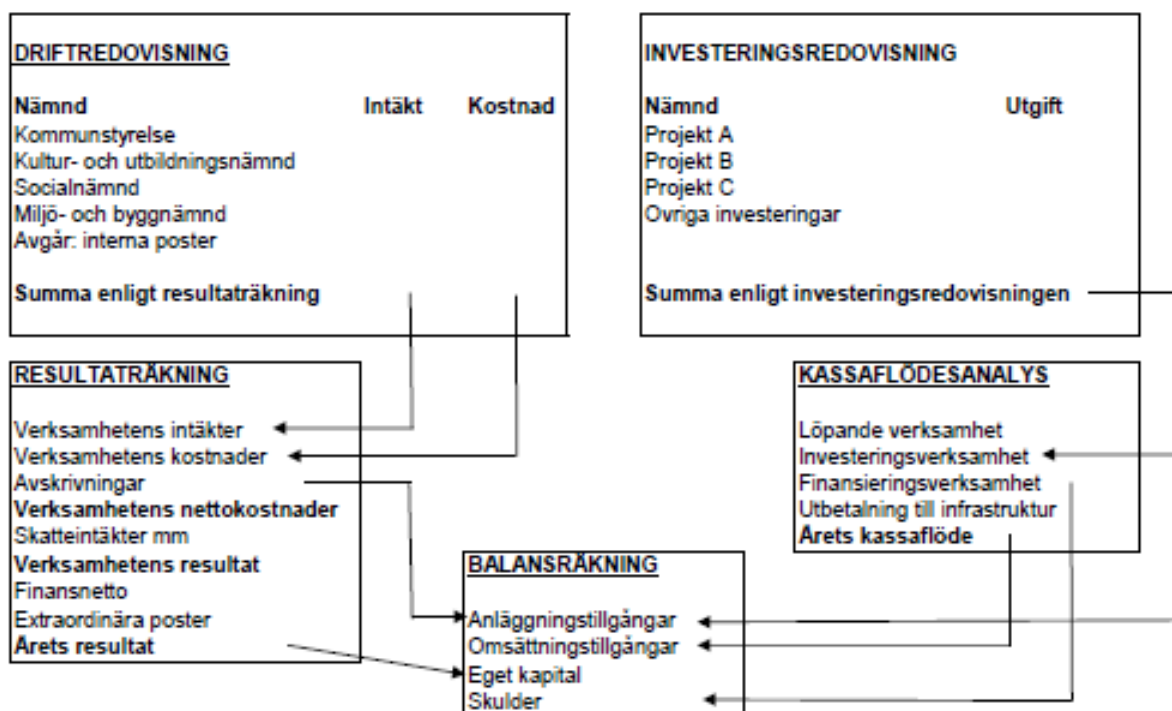 DRIFTREDOVISNING
Nämnd Intäkt Kostnad
Kommunstyrelse
Kultur- och utbildningsnämnd
Socialnämnd
Miljö- och byggnämnd
Avgår: interna poster
Summa enligt resultaträkning
INVESTERINGSREDOVISNING
Nämnd Utgift
Projekt A
Projekt B
Projekt C
Ovriga investeringar
Summa enligt investeringsredovisningen
RESULTATRÄKNING
Verksamhetens intäkter
Verksamhetens kostnader
Avskrivningar
Verksamhetens nettokostnader
Skatteintäkter mm
Verksamhetens resultat
Finansnetto
Extraordinära poster
Årets resultat
KASSAFLÖDESANALYS
Löpande verksamhet
Investeringsverksamhet
Finansieringsverksamhet
Utbetalning till infrastruktur
Årets kassaflöde
BALANSRÄKNING
Anläggningstillgångar
Omsättningstillgångar
Eget kapital
Skulder